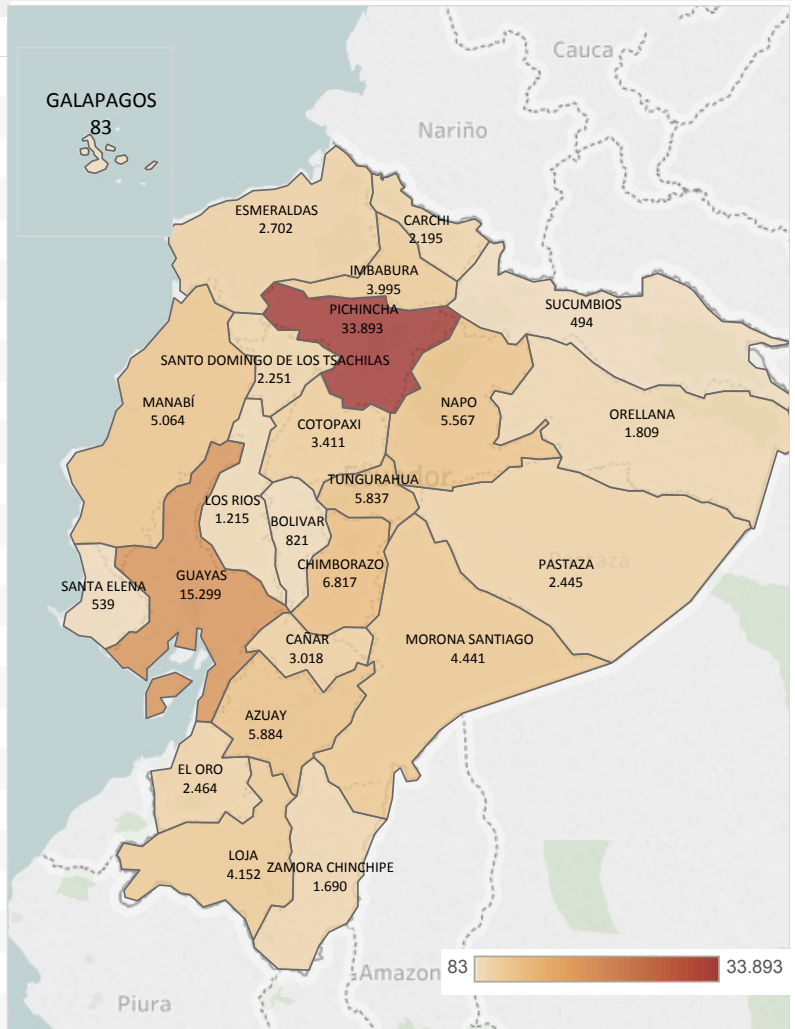 Cauca
GALAPAGOS
83
Nariño
ESMERALDAS
2.702
CARCHI
2.195
IMBABURA
3.995
SUCUMBIOS
494
PICHINCHA
33.893
SANTO DOMINGO DE LOS TSACHILAS
2.251
MANABÍ
5.064
NAPO
5.567
ORELLANA
1.809
COTOPAXI
3.411
TUNGURAHUA
5.837
LOS RIOS
1.215
BOLIVAR
821
CHIMBORAZO
6.817
Pastaza
PASTAZA
2.445
SANTA ELENA
539
GUAYAS
15.299
CAÑAR
3.018
MORONA SANTIAGO
4.441
AZUAY
5.884
EL ORO
2.464
LOJA
4.152
ZAMORA CHINCHIPE
1.690
83
33.893
Amazon
Piura